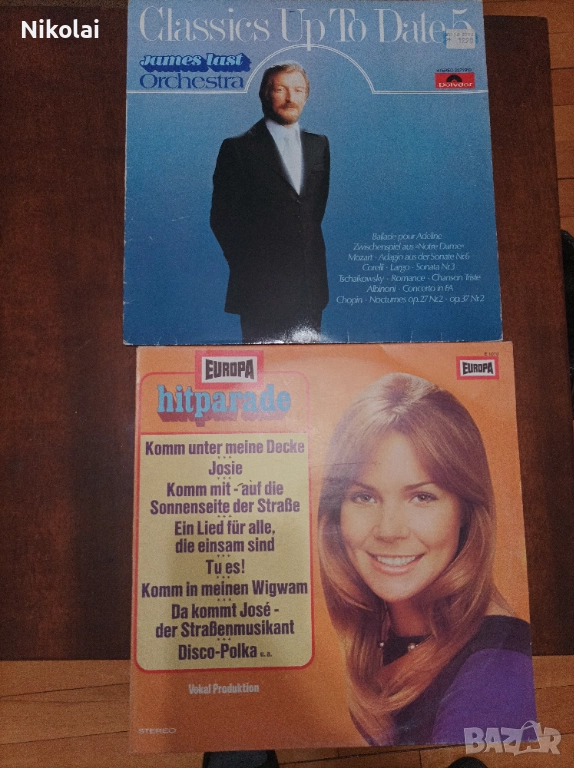 Nikolai
Classics Up To Date 5
james last
Orchestra
Polydor
Ballade pour Adeline
Zwischenspiel aus »Notre Dame«
Mozart · Adagio aus der Sonate Nr.6
Corelli · Largo · Sonata Nr.3
Tschaikowsky · Romance · Chanson Triste
Albinoni · Concerto in
Chopin · Nocturnes op.27 Nr.2 · op.37 Nr.2
EUROPA
EUROPA
hitparade
Komm unter meine Decke
Josie
Komm mit - auf die
Sonnenseite der Straße
Ein Lied für alle,
die einsam sind
Tu es!
Komm in meinen Wigwam
Da kommt José -
der Straßenmusikant
Disco-Polka u.a.
Vokal Produktion
STEREO
BAZAR